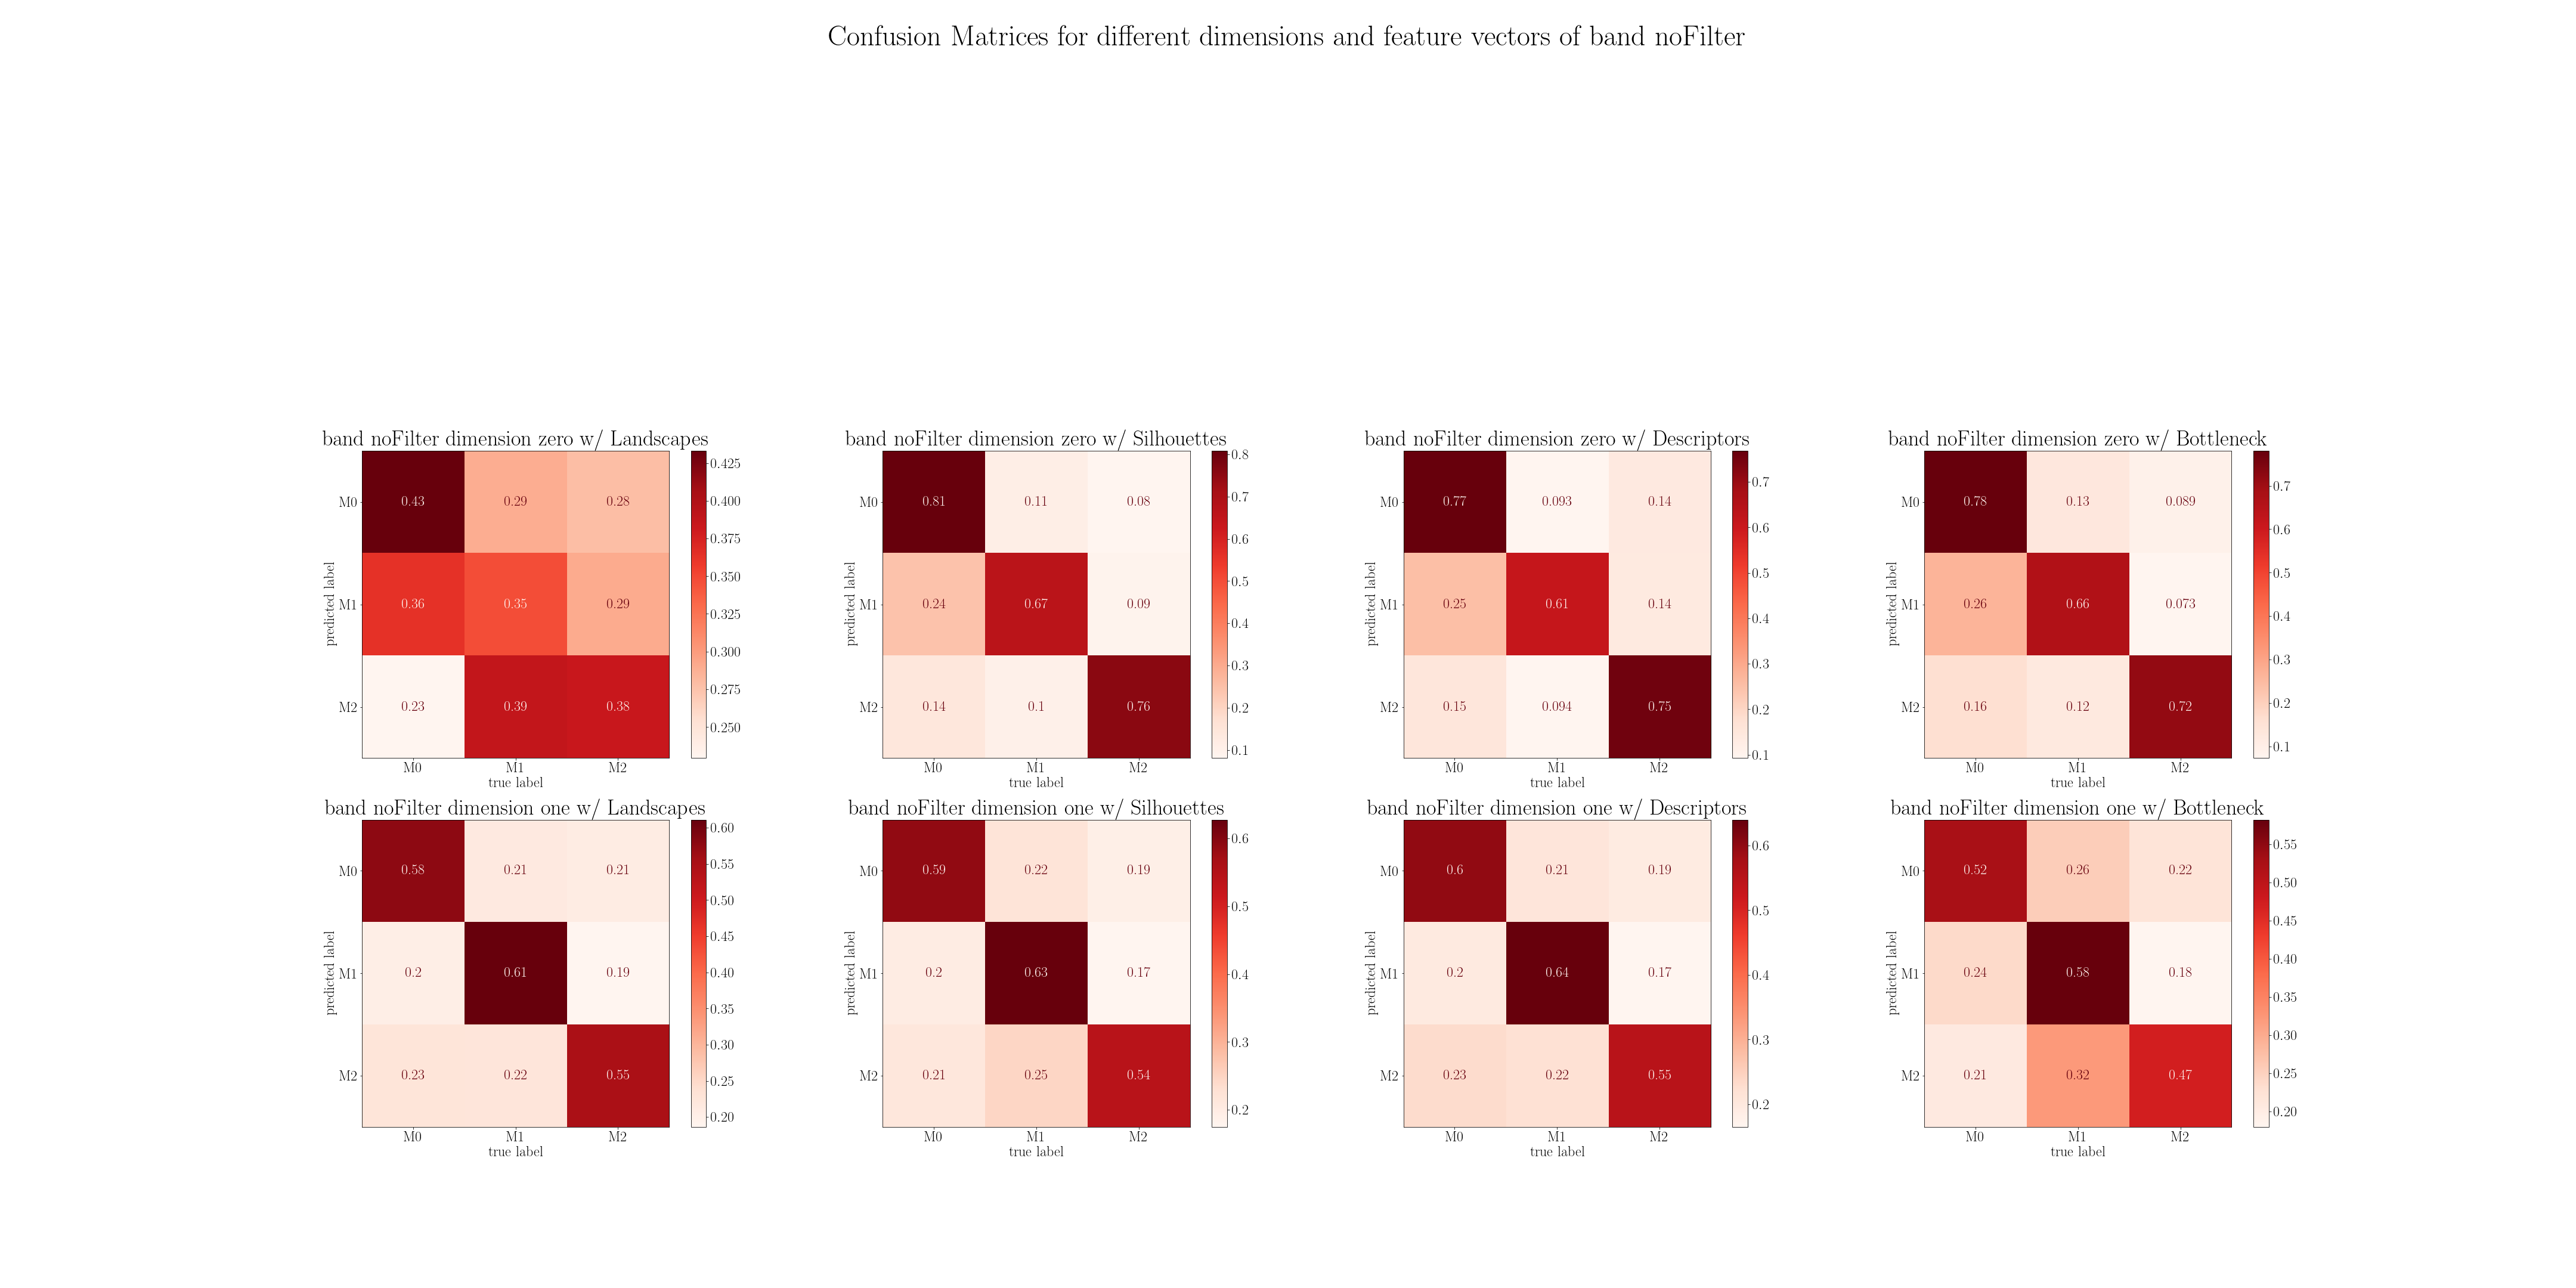 Confusion Matrices for different dimensions and feature vectors of band noFilter
band noFilter dimension zero w/ Landscapes
predicted label
M0
0.43
0.29
0.28
M1
0.36
0.35
0.29
M2
0.23
0.39
0.38
M0
M1
M2
true label
0.425
0.400
0.375
0.350
0.325
0.300
0.275
0.250
band noFilter dimension zero w/ Silhouettes
predicted label
M0
0.81
0.11
0.08
M1
0.24
0.67
0.09
M2
0.14
0.1
0.76
M0
M1
M2
true label
0.8
0.7
0.6
0.5
0.4
0.3
0.2
0.1
band noFilter dimension zero w/ Descriptors
predicted label
M0
0.77
0.093
0.14
M1
0.25
0.61
0.14
M2
0.15
0.094
0.75
M0
M1
M2
true label
0.7
0.6
0.5
0.4
0.3
0.2
0.1
band noFilter dimension zero w/ Bottleneck
predicted label
M0
0.78
0.13
0.089
M1
0.26
0.66
0.073
M2
0.16
0.12
0.72
M0
M1
M2
true label
0.7
0.6
0.5
0.4
0.3
0.2
0.1
band noFilter dimension one w/ Landscapes
predicted label
M0
0.58
0.21
0.21
M1
0.2
0.61
0.19
M2
0.23
0.22
0.55
M0
M1
M2
true label
0.60
0.55
0.50
0.45
0.40
0.35
0.30
0.25
0.20
band noFilter dimension one w/ Silhouettes
predicted label
M0
0.59
0.22
0.19
M1
0.2
0.63
0.17
M2
0.21
0.25
0.54
M0
M1
M2
true label
0.6
0.5
0.4
0.3
0.2
band noFilter dimension one w/ Descriptors
predicted label
M0
0.6
0.21
0.19
M1
0.2
0.64
0.17
M2
0.23
0.22
0.55
M0
M1
M2
true label
0.6
0.5
0.4
0.3
0.2
band noFilter dimension one w/ Bottleneck
predicted label
M0
0.52
0.26
0.22
M1
0.24
0.58
0.18
M2
0.21
0.32
0.47
M0
M1
M2
true label
0.55
0.50
0.45
0.40
0.35
0.30
0.25
0.20